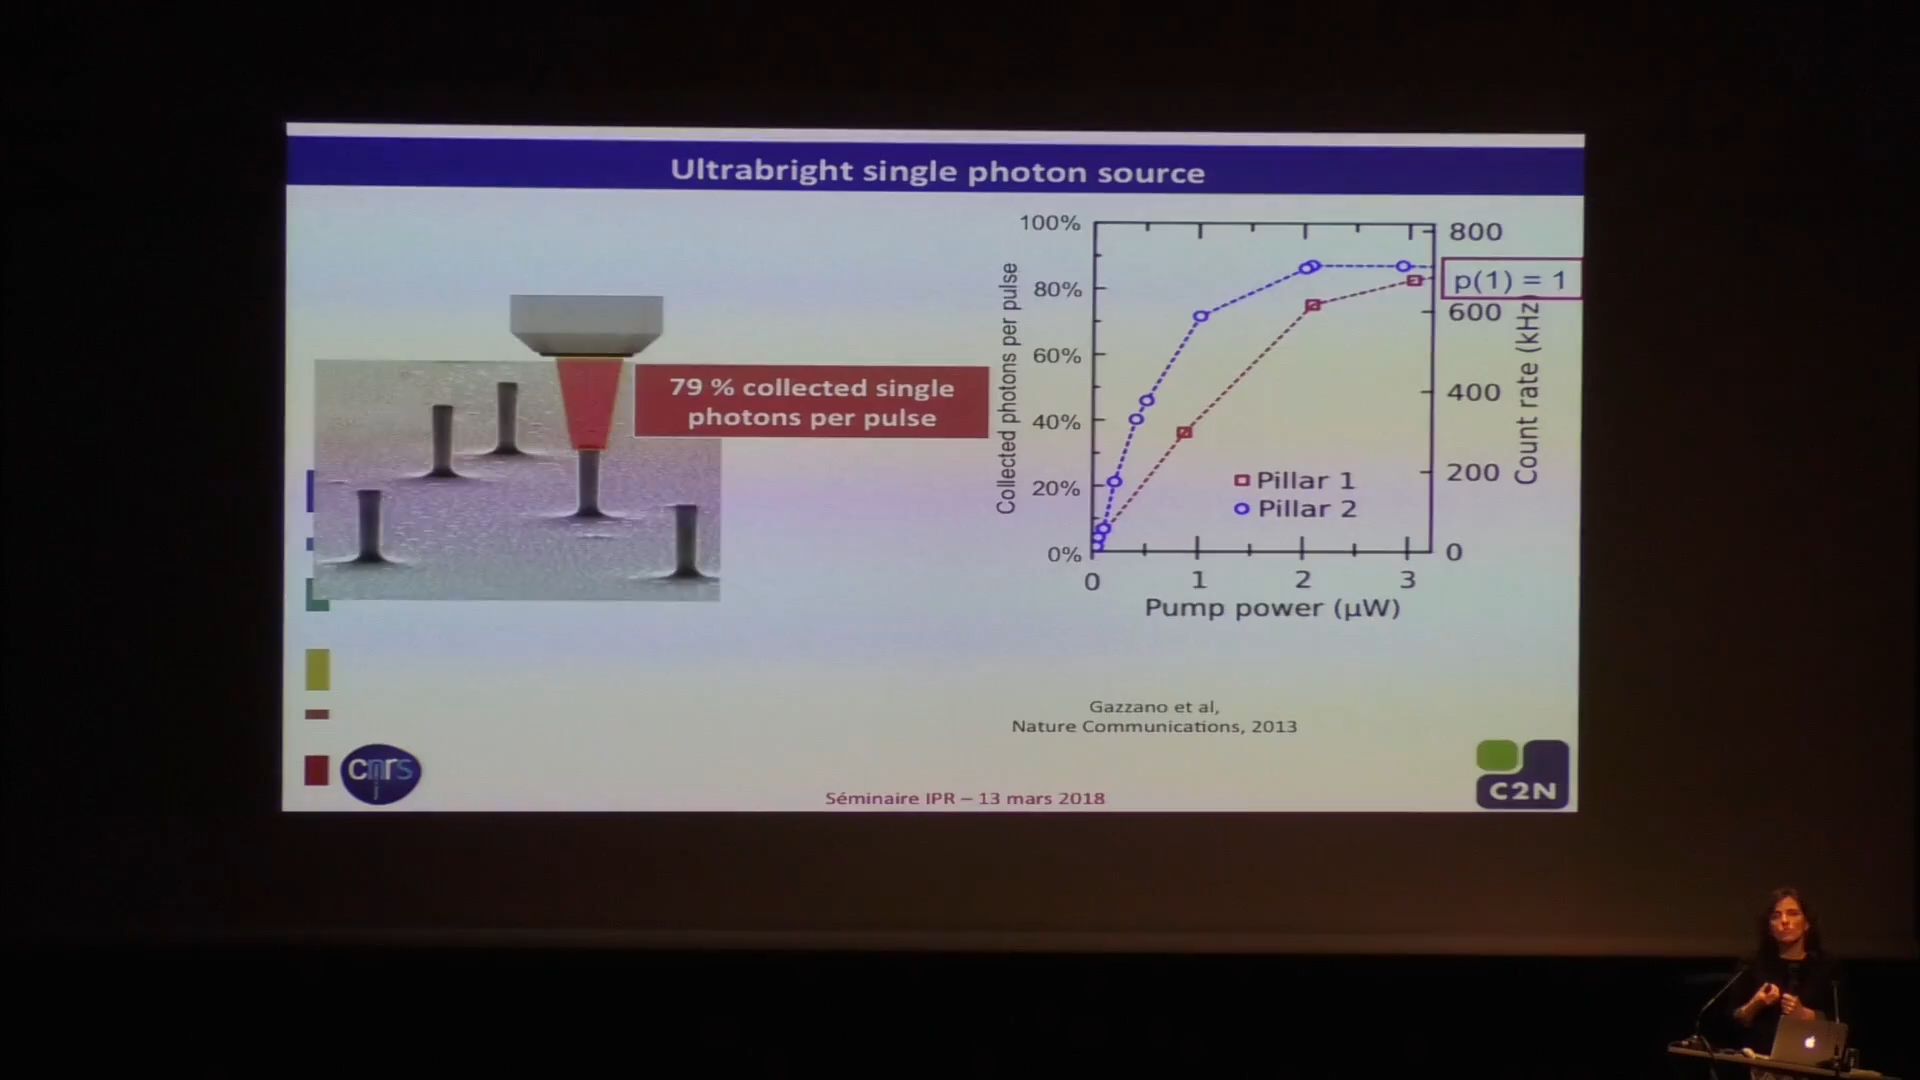 Ultrabright single photon source
79 % collected single
photons per pulse
Collected photons per pulse
100%
80%
60%
40%
20%
0%
0
1
2
3
Pump power (μW)
Pillar 1
Pillar 2
800
p(1) = 1
600
400
200
0
Count rate (kHz)
Gazzano et al,
Nature Communications, 2013
cnrs
Séminaire IPR – 13 mars 2018
C2N